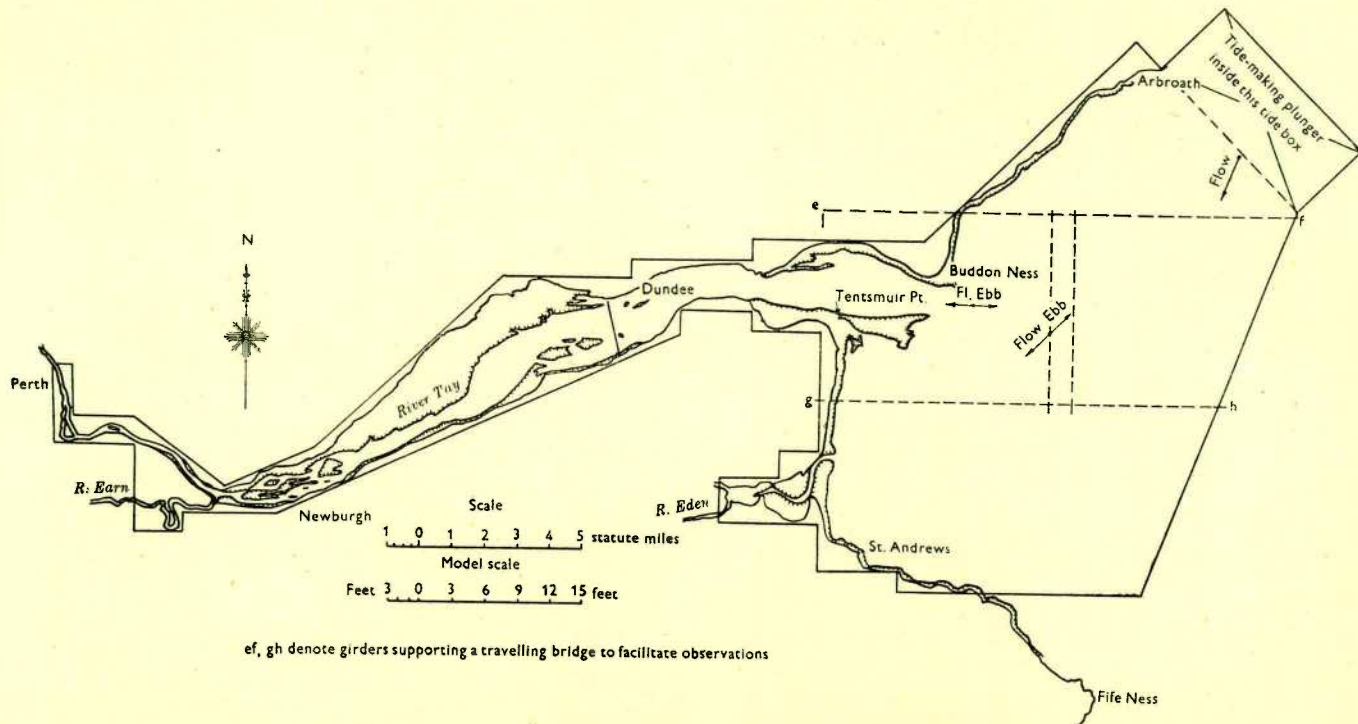 Tide-making plunger
inside this tide box
Arbroath
Flow
e
f
N
Buddon Ness
Fl. Ebb
Dundee
Tentsmuir Pt.
Flow Ebb
Perth
River Tay
g
h
R. Earn
Newburgh
R. Eden
Scale
1 0 1 2 3 4 5 statute miles
Model scale
Feet 3 0 3 6 9 12 15 feet
St. Andrews
ef, gh denote girders supporting a travelling bridge to facilitate observations
Fife Ness